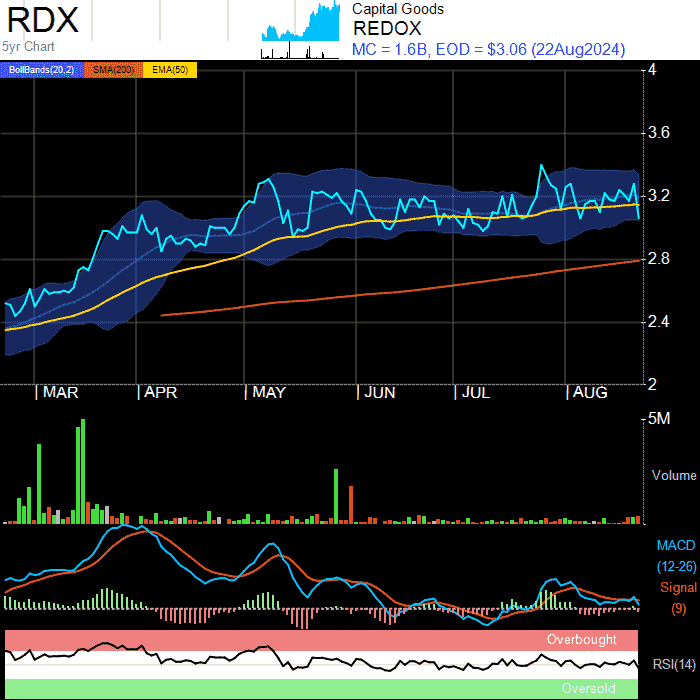 RDX
5yr Chart
Capital Goods
REDOX
MC = 1.6B, EOD = $3.06 (22Aug2024)
BollBands(20,2) SMA(200) EMA(50)
4
3.6
3.2
2.8
2.4
2
MAR APR MAY JUN JUL AUG
5M
Volume
MACD
(12-26)
Signal
(9)
Overbought
RSI(14)
Oversold